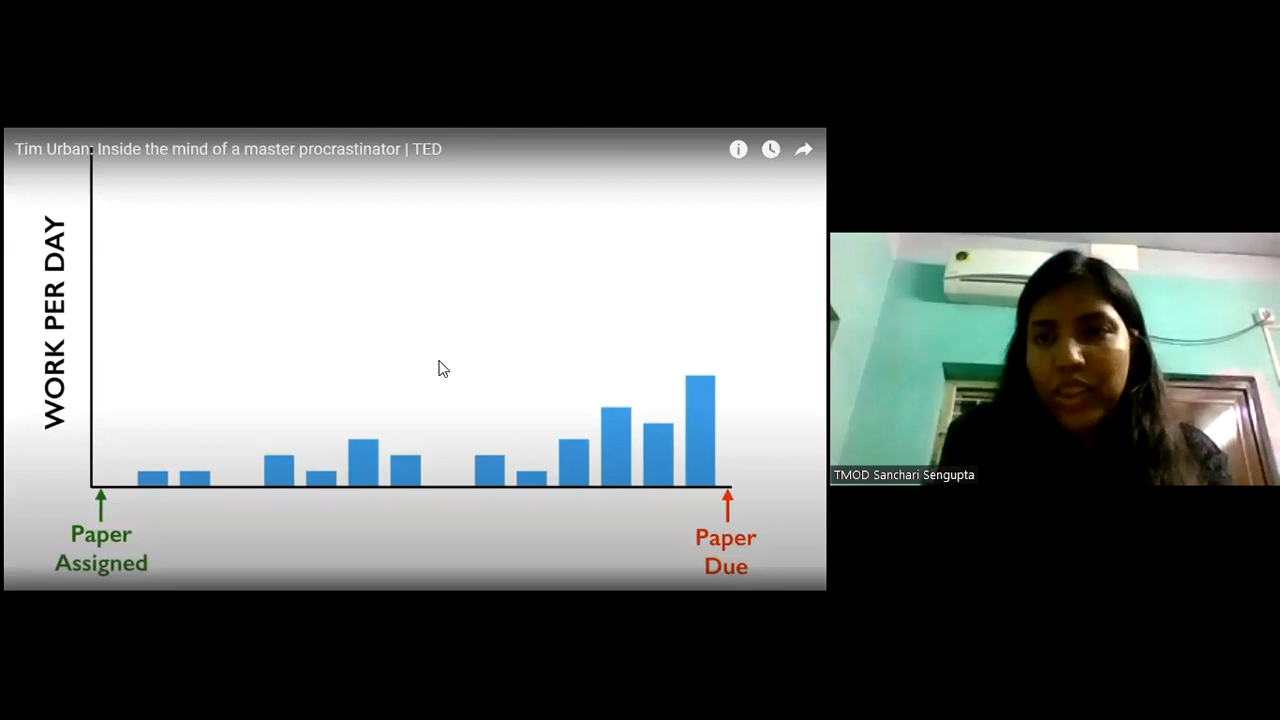 Tim Urban: Inside the mind of a master procrastinator | TED
WORK PER DAY
Paper
Assigned
Paper
Due
TMOD Sanchari Sengupta